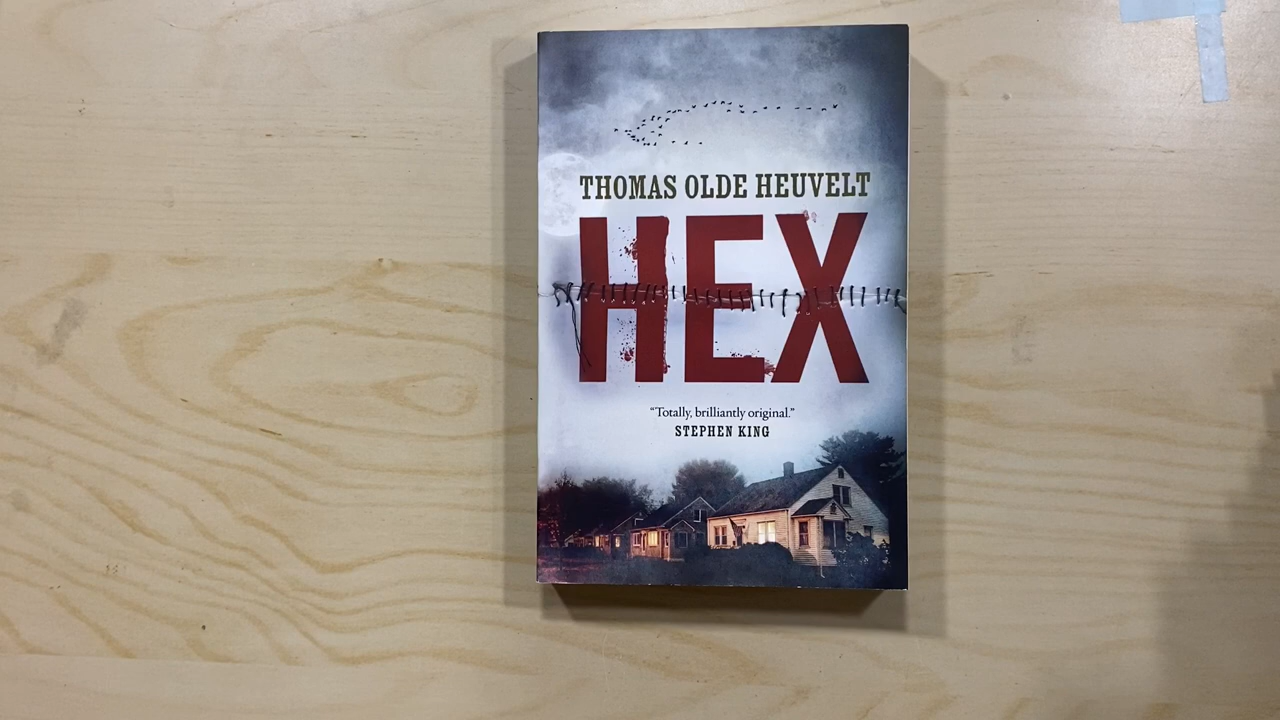 THOMAS OLDE HEUVELT
HEX
“Totally, brilliantly original.”
STEPHEN KING